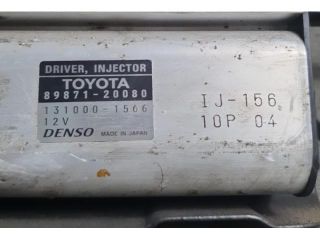 DRIVER, INJECTOR
TOYOTA
89871-20080
131000-1566
12V
DENSO MADE IN JAPAN
IJ-156
10P 04